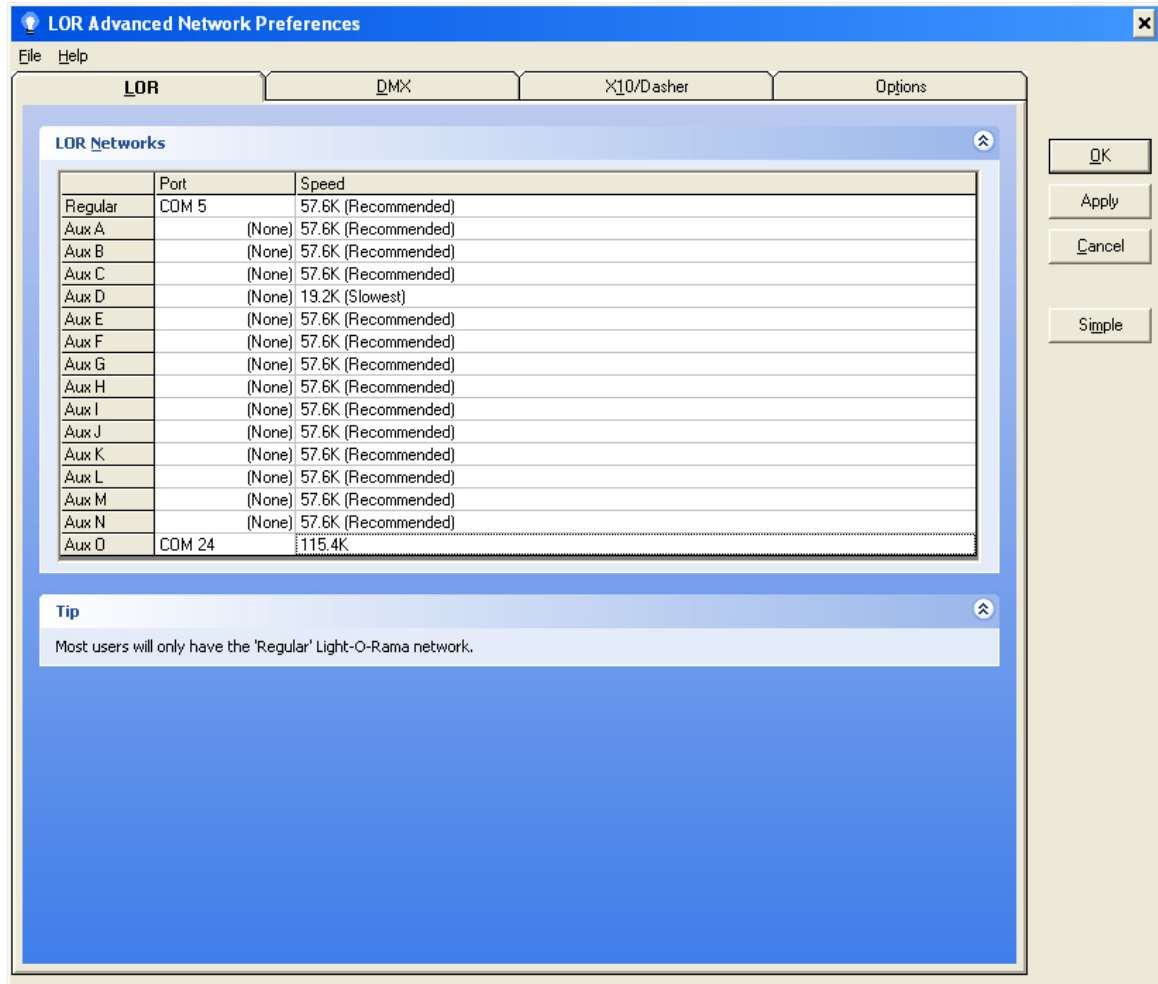 LOR Advanced Network Preferences
File Help
LOR DMX X10/Dasher Options
LOR Networks
OK
Apply
Cancel
Simple
Port Speed
Regular COM 5 57.6K (Recommended)
Aux A (None) 57.6K (Recommended)
Aux B (None) 57.6K (Recommended)
Aux C (None) 57.6K (Recommended)
Aux D (None) 19.2K (Slowest)
Aux E (None) 57.6K (Recommended)
Aux F (None) 57.6K (Recommended)
Aux G (None) 57.6K (Recommended)
Aux H (None) 57.6K (Recommended)
Aux I (None) 57.6K (Recommended)
Aux J (None) 57.6K (Recommended)
Aux K (None) 57.6K (Recommended)
Aux L (None) 57.6K (Recommended)
Aux M (None) 57.6K (Recommended)
Aux N (None) 57.6K (Recommended)
Aux O COM 24 115.4K
Tip
Most users will only have the 'Regular' Light-O-Rama network.